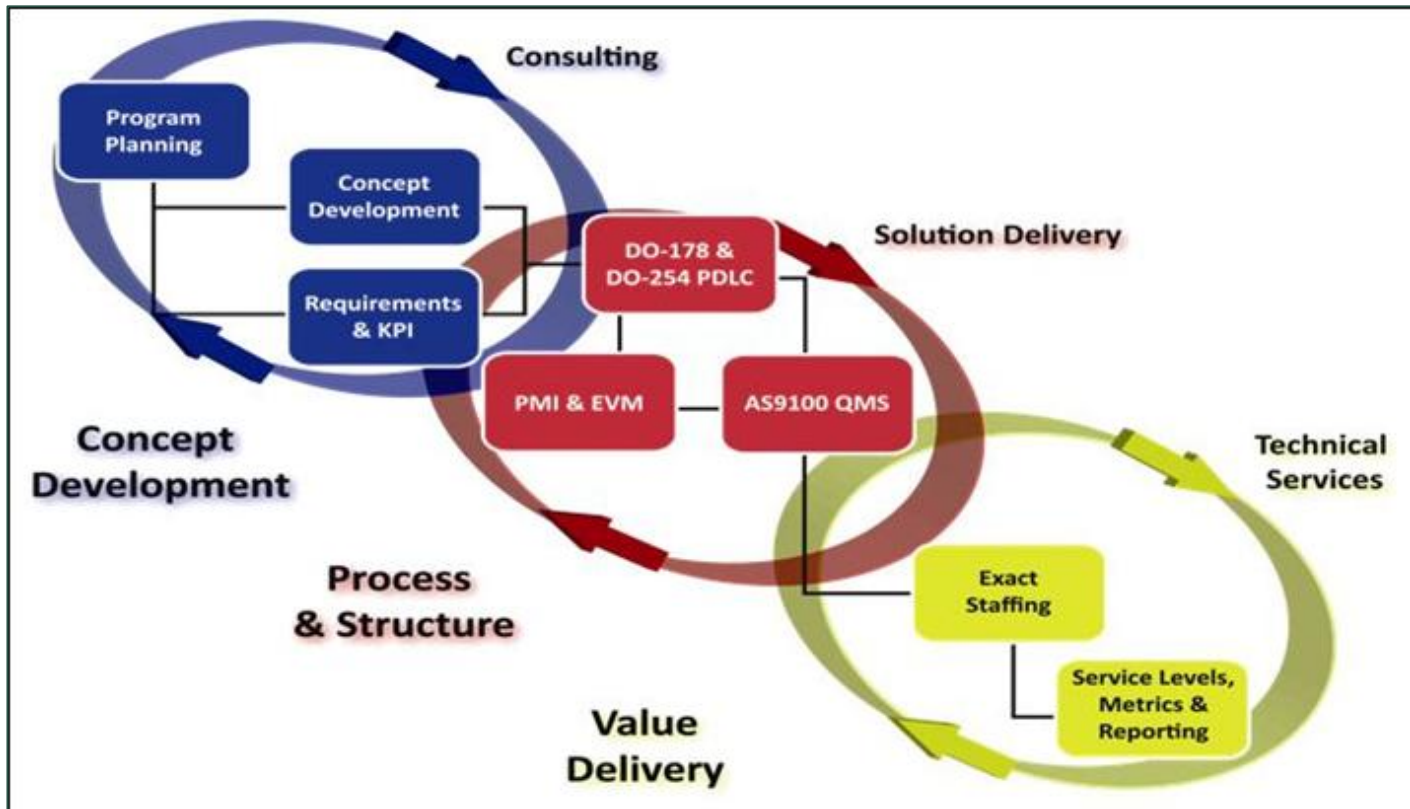 Consulting
Program
Planning
Concept
Development
Requirements
& KPI
Concept
Development
DO-178 &
DO-254 PDLC
Solution Delivery
PMI & EVM
AS9100 QMS
Process
& Structure
Technical
Services
Exact
Staffing
Service Levels,
Metrics &
Reporting
Value
Delivery